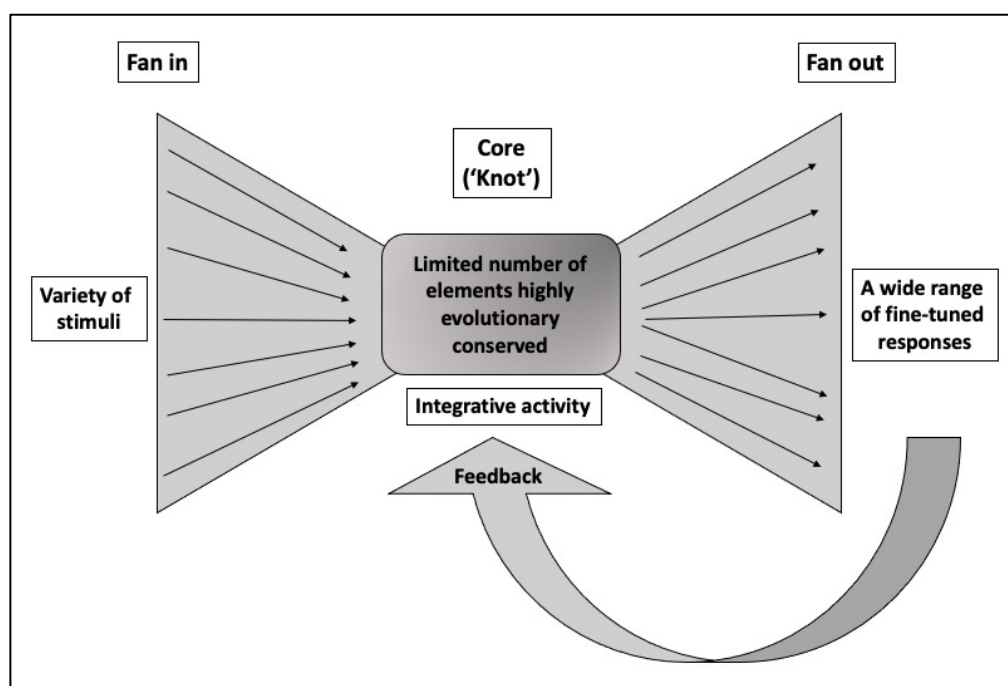 Fan in
Fan out
Core
(‘Knot’)
Variety of
stimuli
Limited number of
elements highly
evolutionary
conserved
A wide range
of fine-tuned
responses
Integrative activity
Feedback